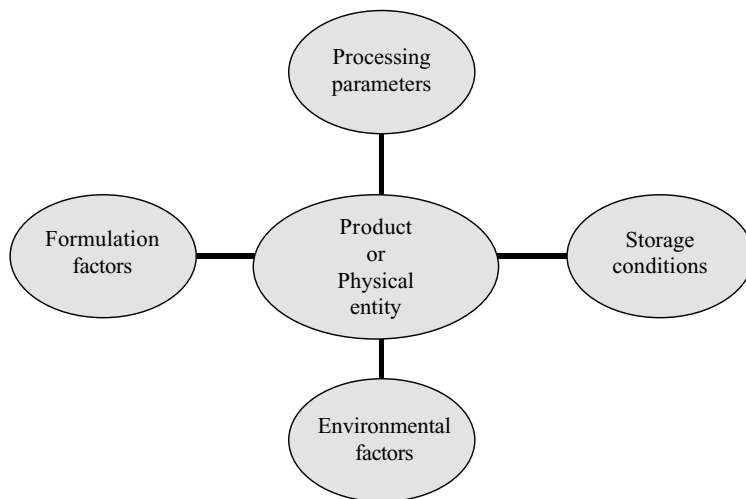 Processing
parameters
Formulation
factors
Product
or
Physical
entity
Storage
conditions
Environmental
factors